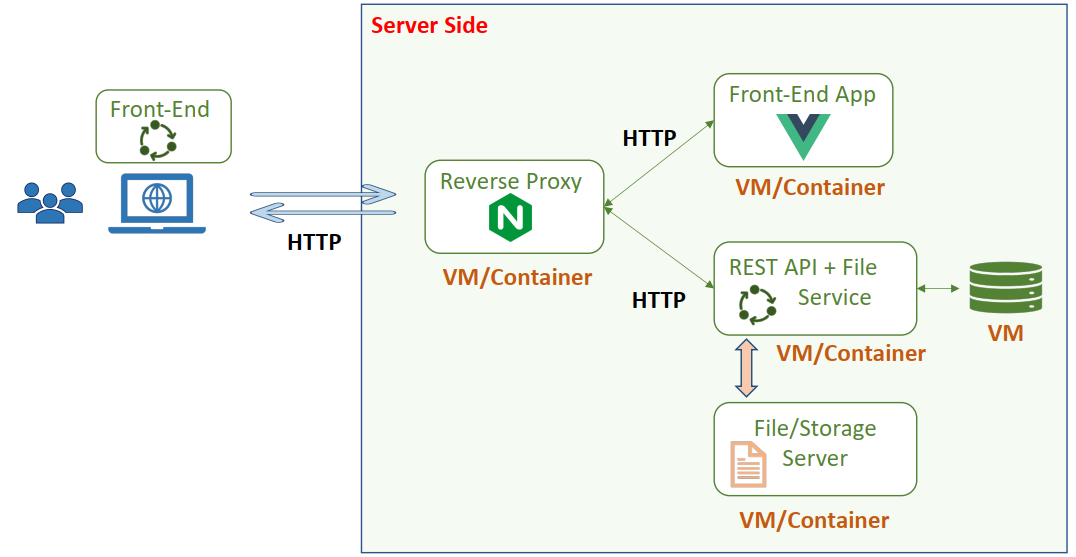 Server Side
Front-End
HTTP
Reverse Proxy
N
VM/Container
HTTP
Front-End App
VM/Container
HTTP
REST API + File
Service
VM/Container
VM
File/Storage
Server
VM/Container